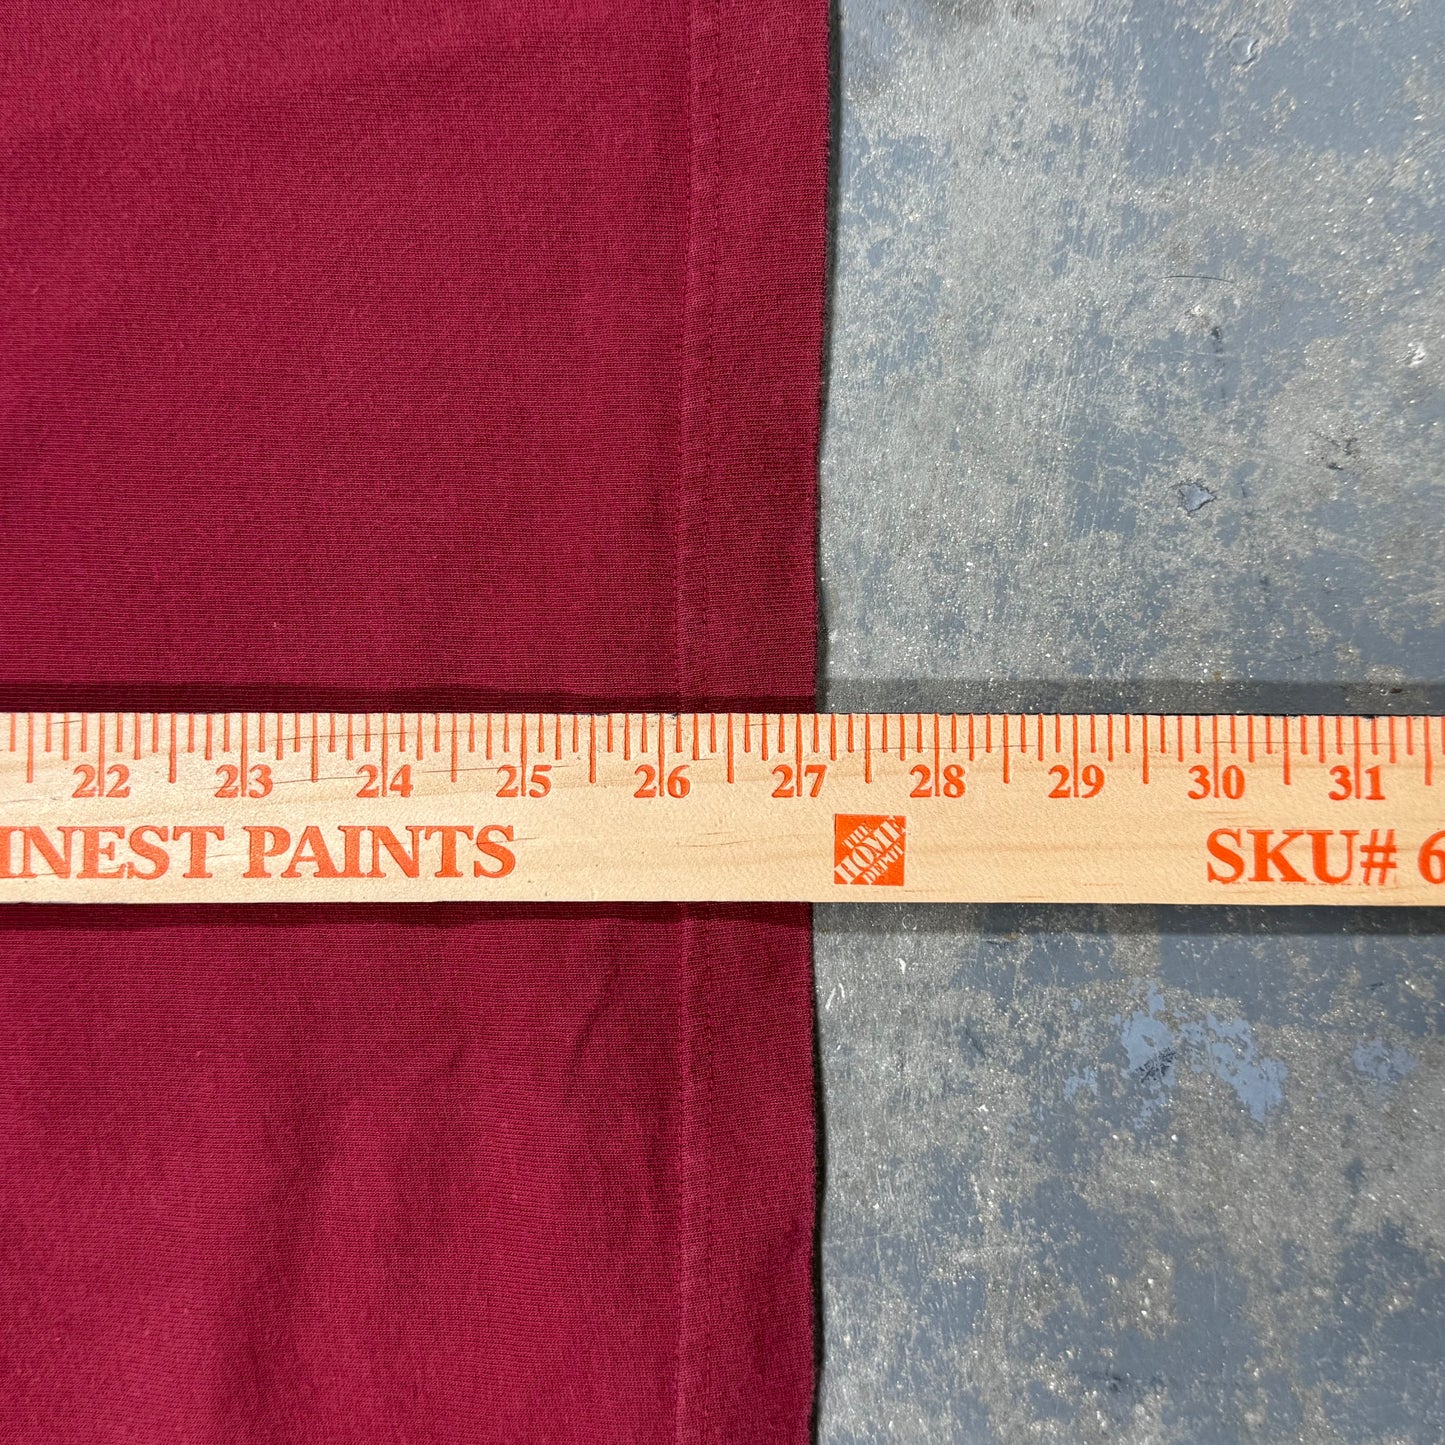 22 23 24 25 26 27 28 29 30 31
INEST PAINTS THE HOME DEPOT SKU# 6